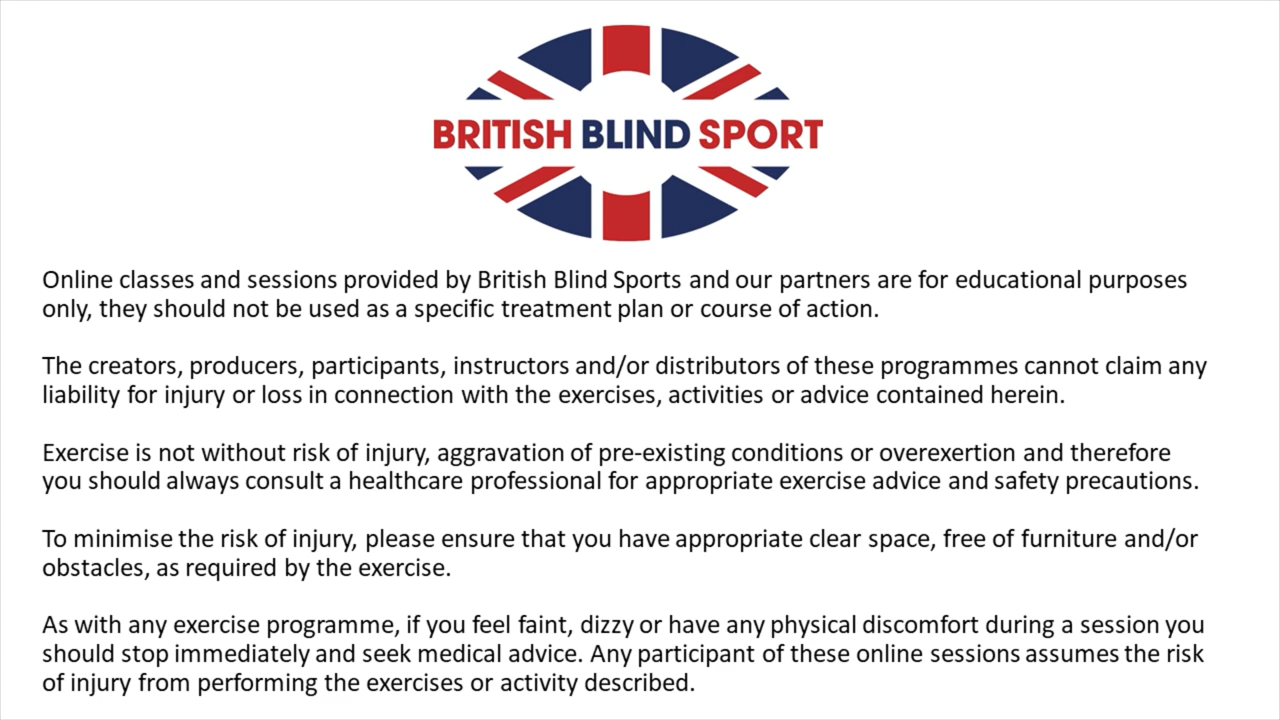 BRITISH BLIND SPORT
Online classes and sessions provided by British Blind Sports and our partners are for educational purposes
only, they should not be used as a specific treatment plan or course of action.
The creators, producers, participants, instructors and/or distributors of these programmes cannot claim any
liability for injury or loss in connection with the exercises, activities or advice contained herein.
Exercise is not without risk of injury, aggravation of pre-existing conditions or overexertion and therefore
you should always consult a healthcare professional for appropriate exercise advice and safety precautions.
To minimise the risk of injury, please ensure that you have appropriate clear space, free of furniture and/or
obstacles, as required by the exercise.
As with any exercise programme, if you feel faint, dizzy or have any physical discomfort during a session you
should stop immediately and seek medical advice. Any participant of these online sessions assumes the risk
of injury from performing the exercises or activity described.